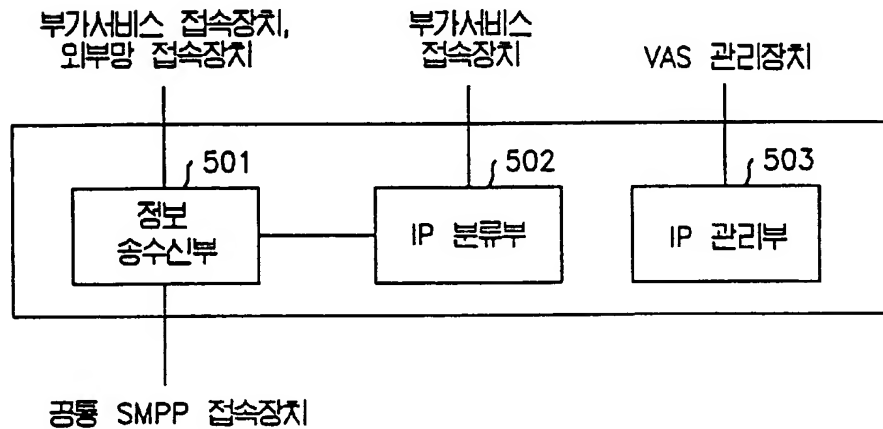 부가서비스 접속장치,
외부망 접속장치
부가서비스
접속장치
VAS 관리장치
501
정보
송수신부
502
IP 분류부
503
IP 관리부
공통 SMPP 접속장치